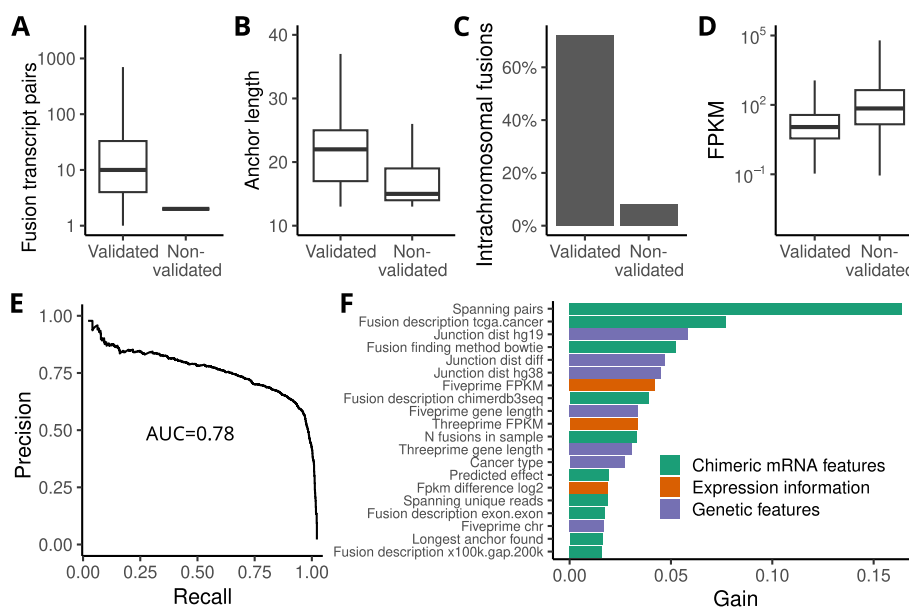 A
Fusion transcript pairs
1000
100
10
1
Validated
Non-
validated
B
Anchor length
40
30
20
10
Validated
Non-
validated
C
Intrachromosomal fusions
60%
40%
20%
0%
Validated
Non-
validated
D
FPKM
10^5
10^2
10^−1
Validated
Non-
validated
E
Precision
1.00
0.75
0.50
0.25
0.00
AUC=0.78
0.00
0.25
0.50
0.75
1.00
Recall
F
Spanning pairs
Fusion description tcga.cancer
Junction dist hg19
Fusion finding method bowtie
Junction dist diff
Junction dist hg38
Fiveprime FPKM
Fusion description chimerdb3seq
Fiveprime gene length
Threeprime FPKM
N fusions in sample
Threeprime gene length
Cancer type
Predicted effect
Fpkm difference log2
Spanning unique reads
Fusion description exon.exon
Fiveprime chr
Longest anchor found
Fusion description x100k.gap.200k
Chimeric mRNA features
Expression information
Genetic features
0.00
0.05
0.10
0.15
Gain